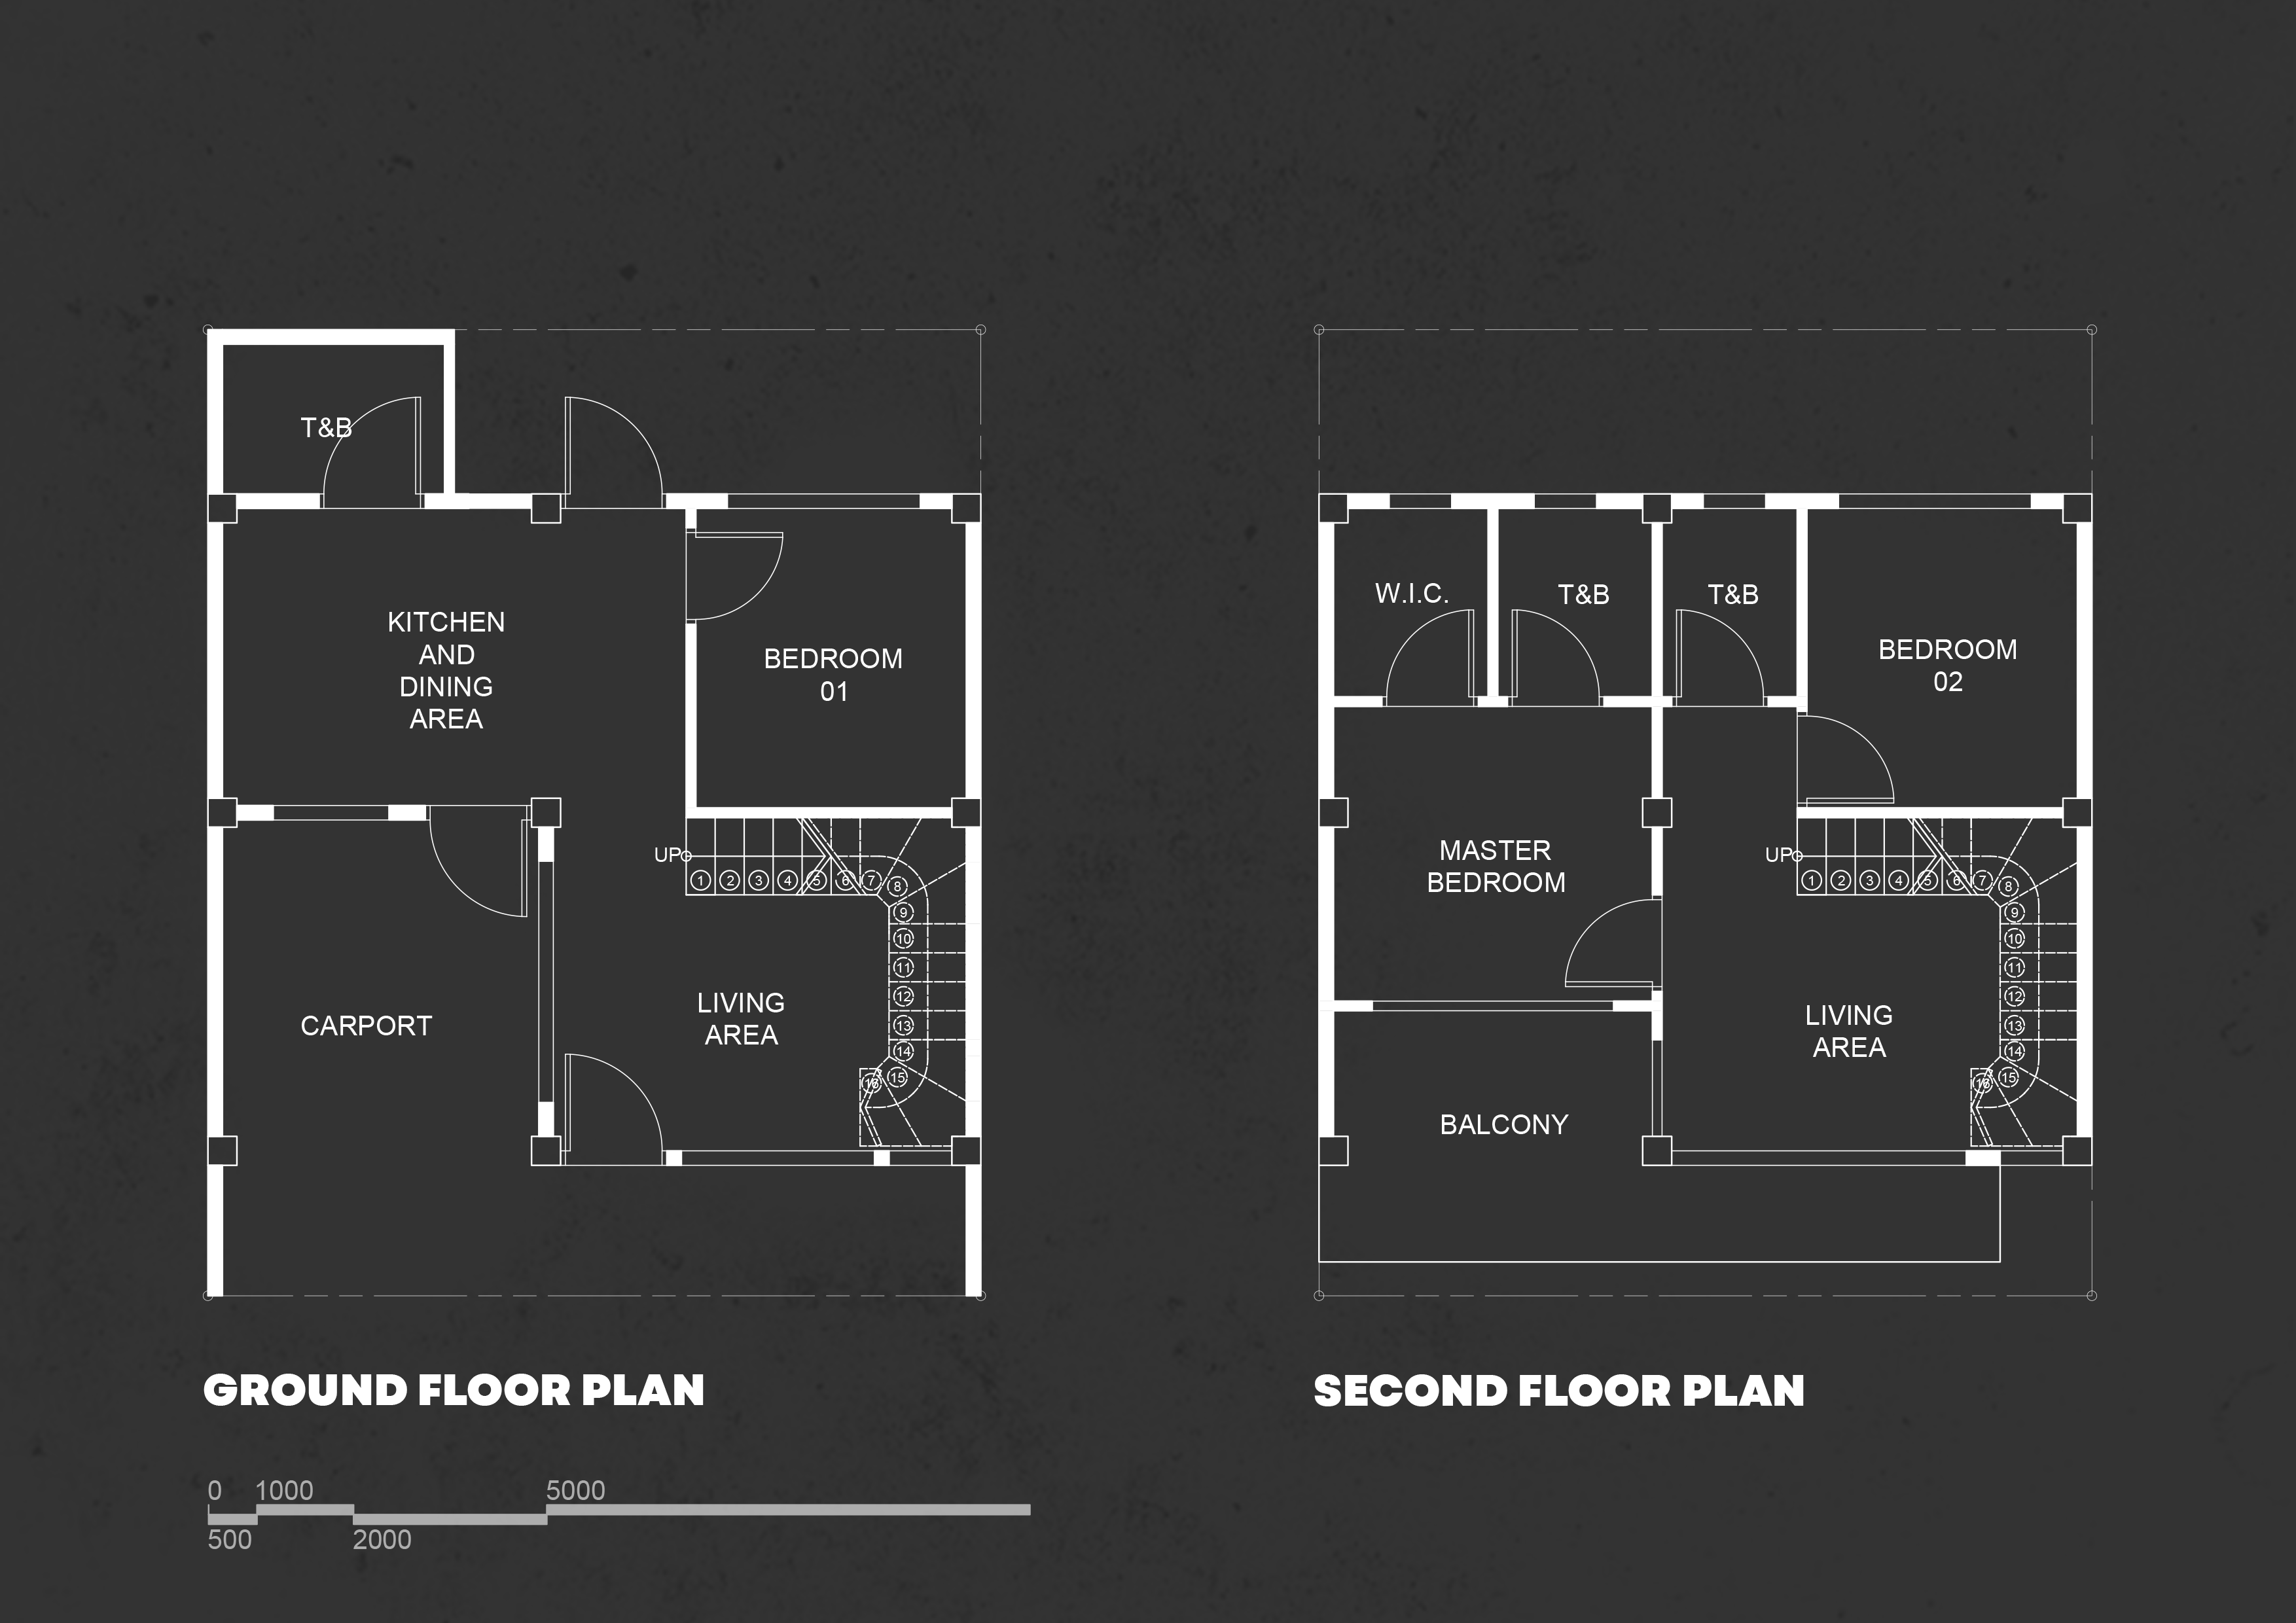 T&B
KITCHEN
AND
DINING
AREA
BEDROOM
01
UP
1 2 3 4 5 6 7 8
9
10
11
12
13
14
15
16
CARPORT
LIVING
AREA
GROUND FLOOR PLAN
0 1000 5000
500 2000
W.I.C.
T&B
T&B
BEDROOM
02
MASTER
BEDROOM
UP
1 2 3 4 5 6 7 8
9
10
11
12
13
14
15
16
LIVING
AREA
BALCONY
SECOND FLOOR PLAN